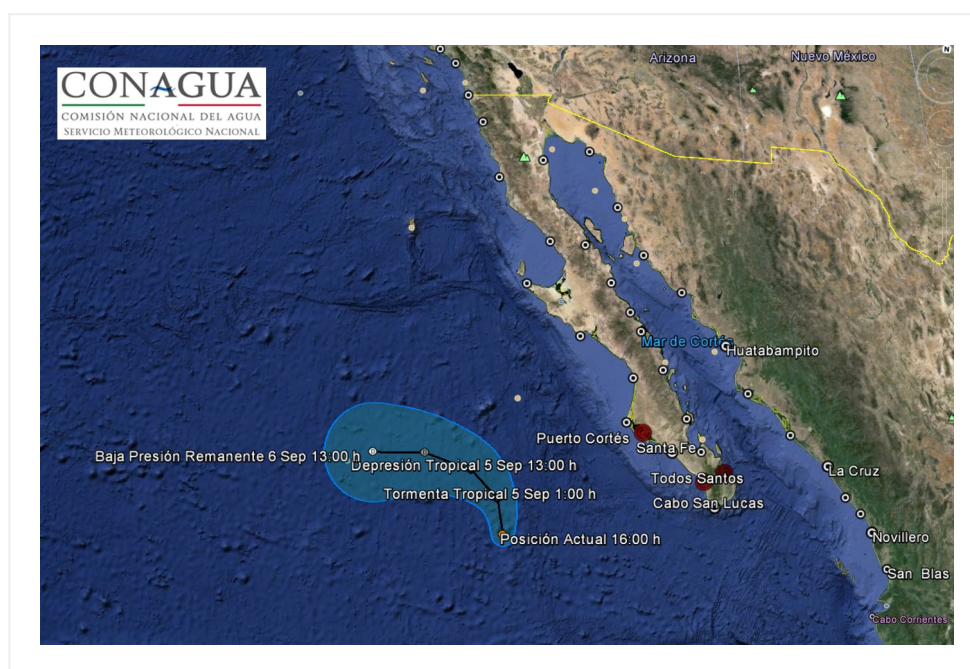 CONAGUA
COMISIÓN NACIONAL DEL AGUA
SERVICIO METEOROLÓGICO NACIONAL
Arizona
Nuevo México
N
Mar de Cortés
Huatabampito
Puerto Cortés
Santa Fe
Baja Presión Remanente 6 Sep 13:00 h
Depresión Tropical 5 Sep 13:00 h
La Cruz
Todos Santos
Tormenta Tropical 5 Sep 1:00 h
Cabo San Lucas
Posición Actual 16:00 h
Novillero
San Blas
Cabo Corrientes